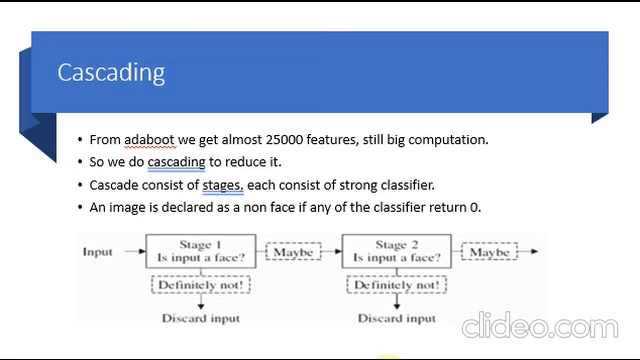 Cascading
• From adaboot we get almost 25000 features, still big computation.
• So we do cascading to reduce it.
• Cascade consist of stages, each consist of strong classifier.
• An image is declared as a non face if any of the classifier return 0.
Input
Stage 1
Is input a face?
Maybe
Stage 2
Is input a face?
Maybe
Definitely not!
Definitely not!
Discard input
Discard input
clideo.com